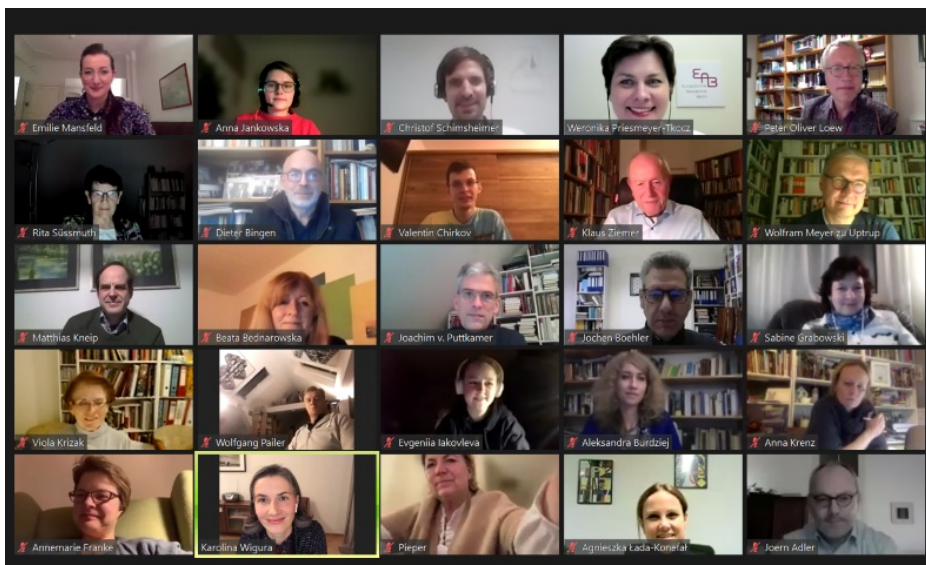 Emilie Mansfeld
Anna Jankowska
Christof Schimsheimer
EAB
Weronika Priesmeyer-Tkocz
Peter Oliver Loew
Rita Süssmuth
Dieter Bingen
Valentin Chirkov
Klaus Ziemer
Wolfram Meyer zu Uptrup
Matthias Kneip
Beata Bednarowska
Joachim v. Puttkamer
Jochen Boehler
Sabine Grabowski
Viola Krizak
Wolfgang Pailer
Evgeniia Iakovleva
Aleksandra Burdziej
Anna Krenz
Annemarie Franke
Karolina Wigura
Pieper
Agnieszka Łada-Konefał
Joern Adler